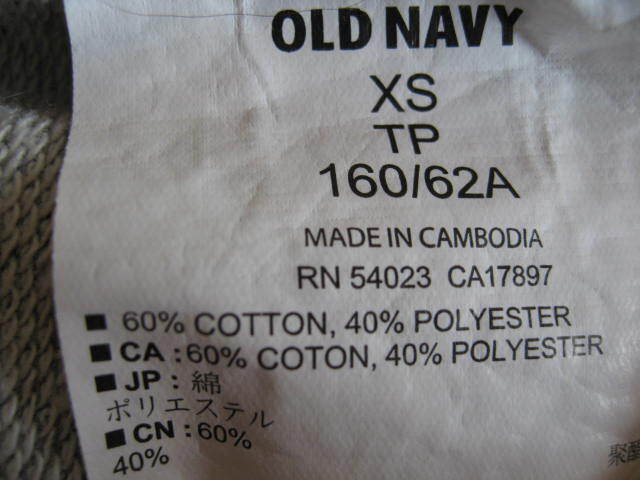 OLD NAVY
XS
TP
160/62A
MADE IN CAMBODIA
RN 54023 CA17897
■ 60% COTTON, 40% POLYESTER
■ CA : 60% COTON, 40% POLYESTER
■ JP : 綿
ポリエステル
■ CN : 60%
40%